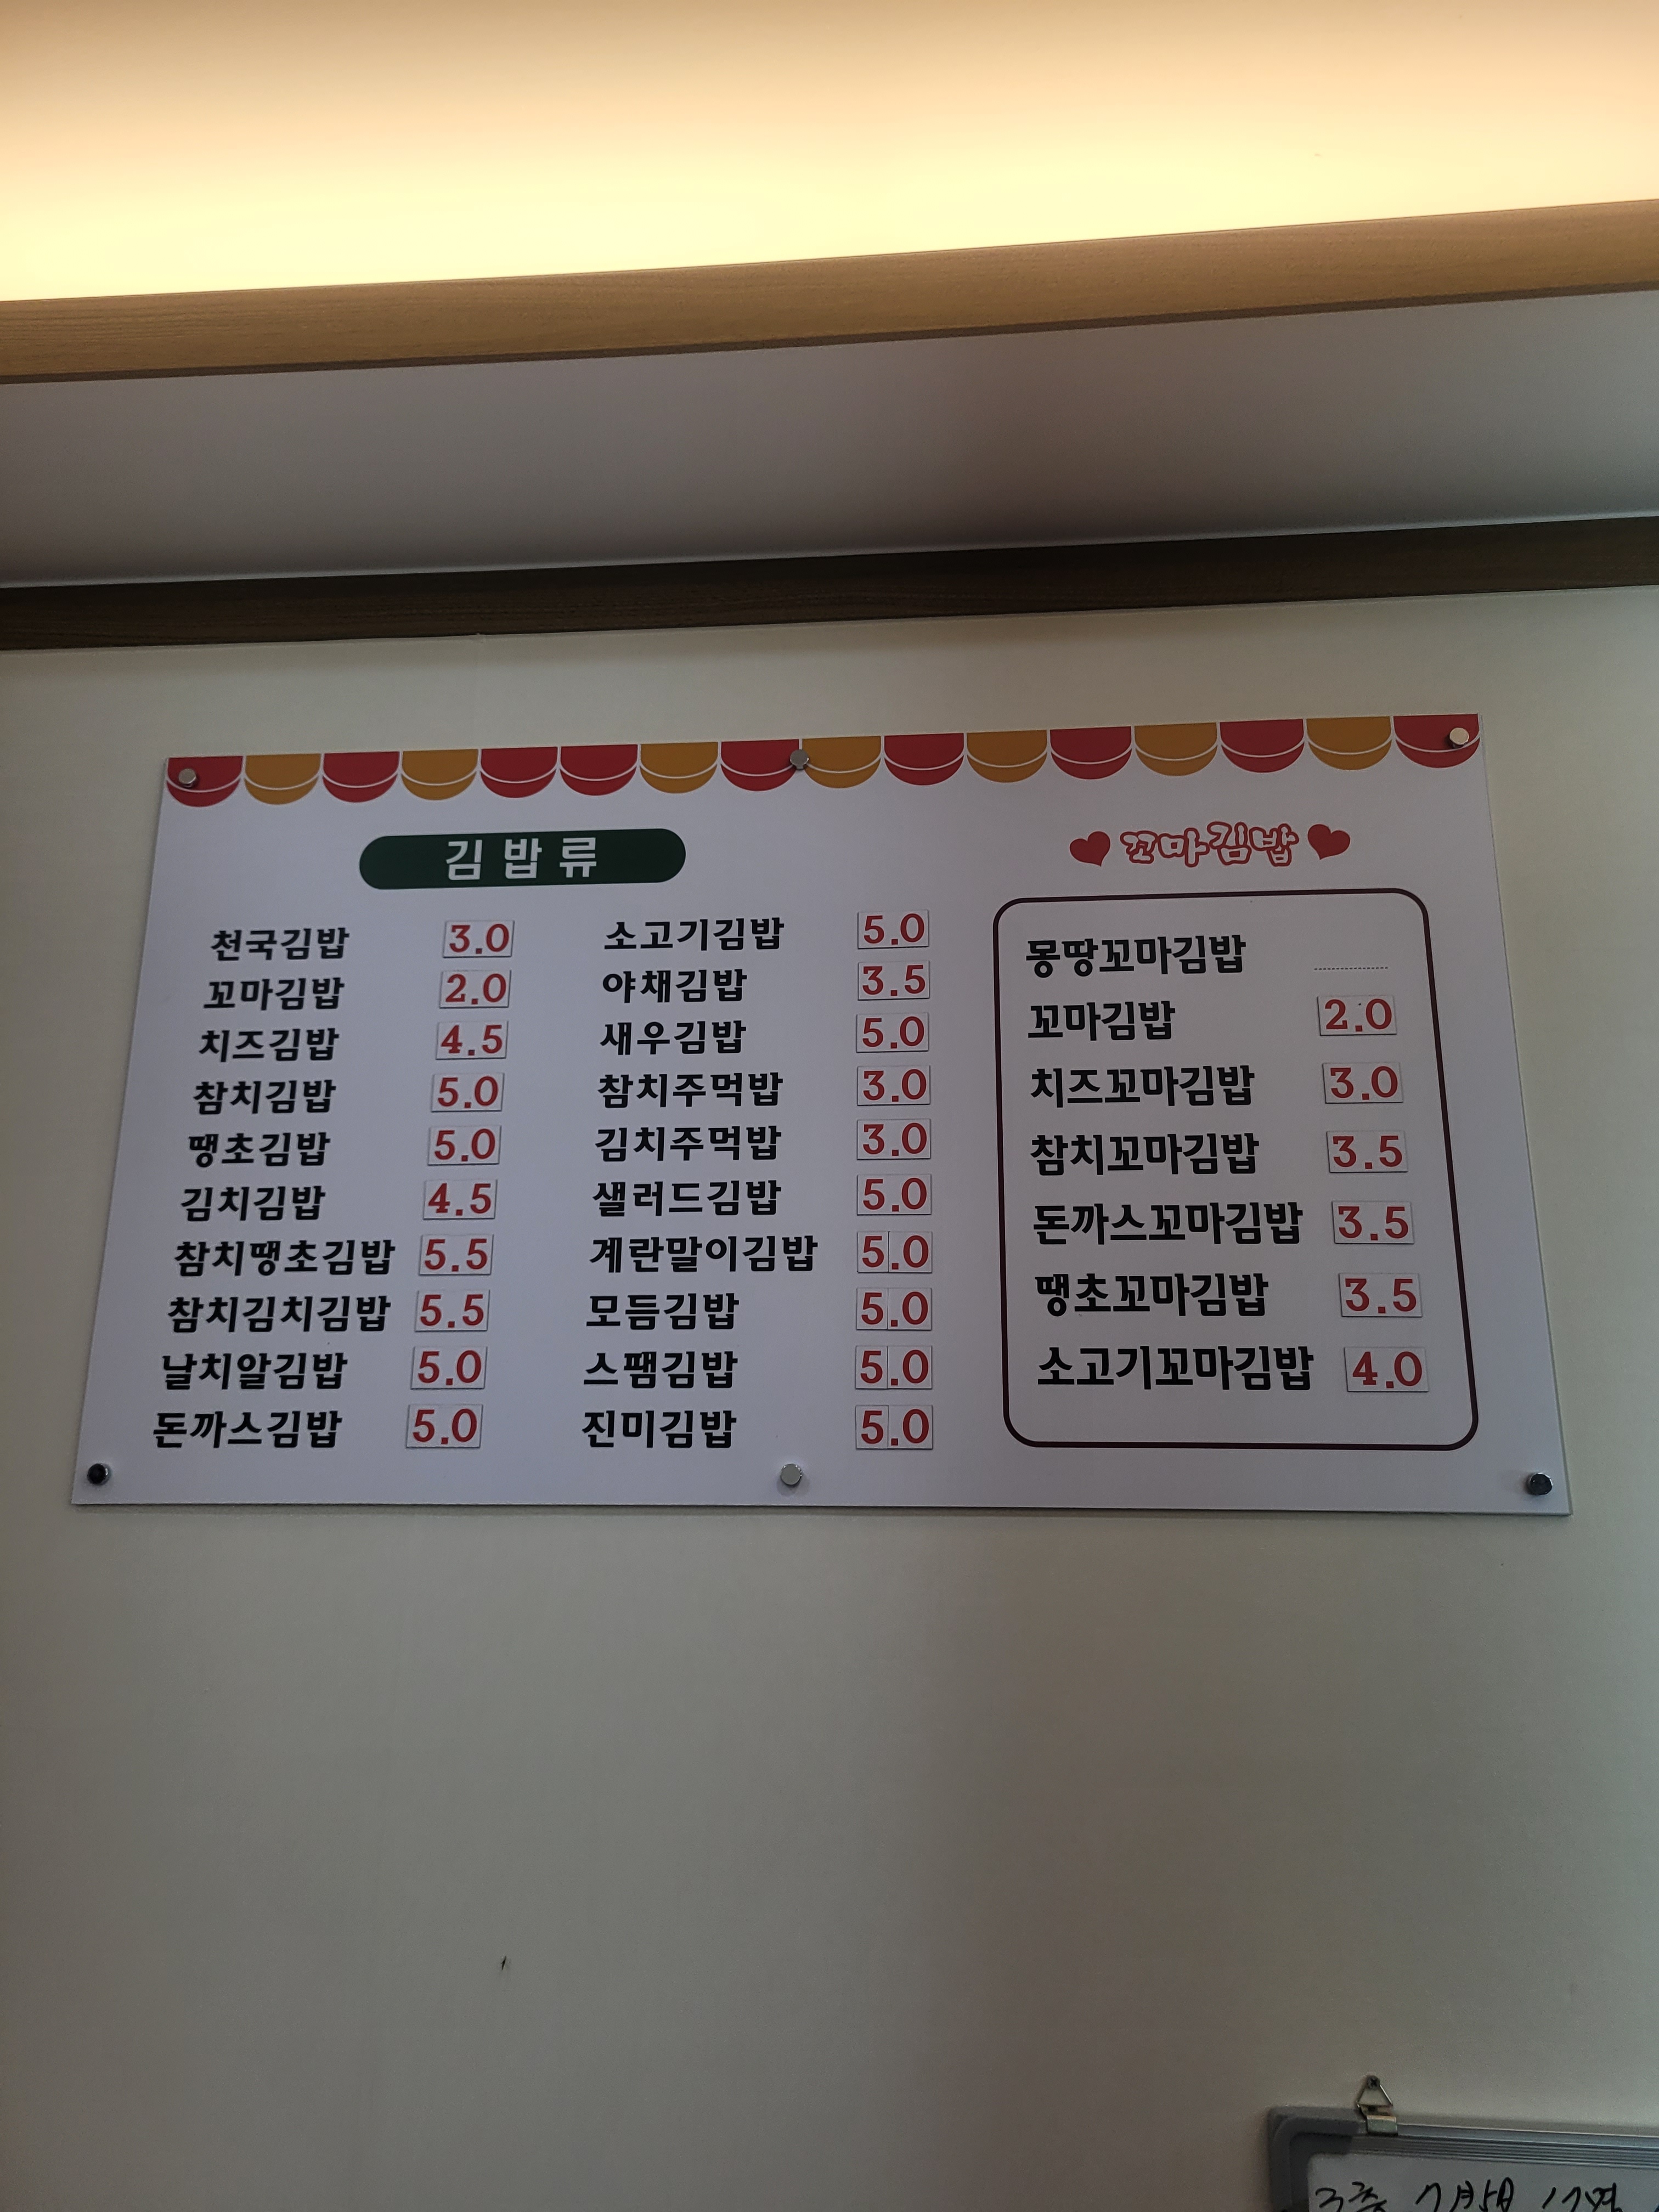 김밥류
천국김밥 3.0
꼬마김밥 2.0
치즈김밥 4.5
참치김밥 5.0
땡초김밥 5.0
김치김밥 4.5
참치땡초김밥 5.5
참치김치김밥 5.5
날치알김밥 5.0
돈까스김밥 5.0
소고기김밥 5.0
야채김밥 3.5
새우김밥 5.0
참치주먹밥 3.0
김치주먹밥 3.0
샐러드김밥 5.0
계란말이김밥 5.0
모듬김밥 5.0
스팸김밥 5.0
진미김밥 5.0
꼬마김밥
몽땅꼬마김밥
꼬마김밥 2.0
치즈꼬마김밥 3.0
참치꼬마김밥 3.5
돈까스꼬마김밥 3.5
땡초꼬마김밥 3.5
소고기꼬마김밥 4.0